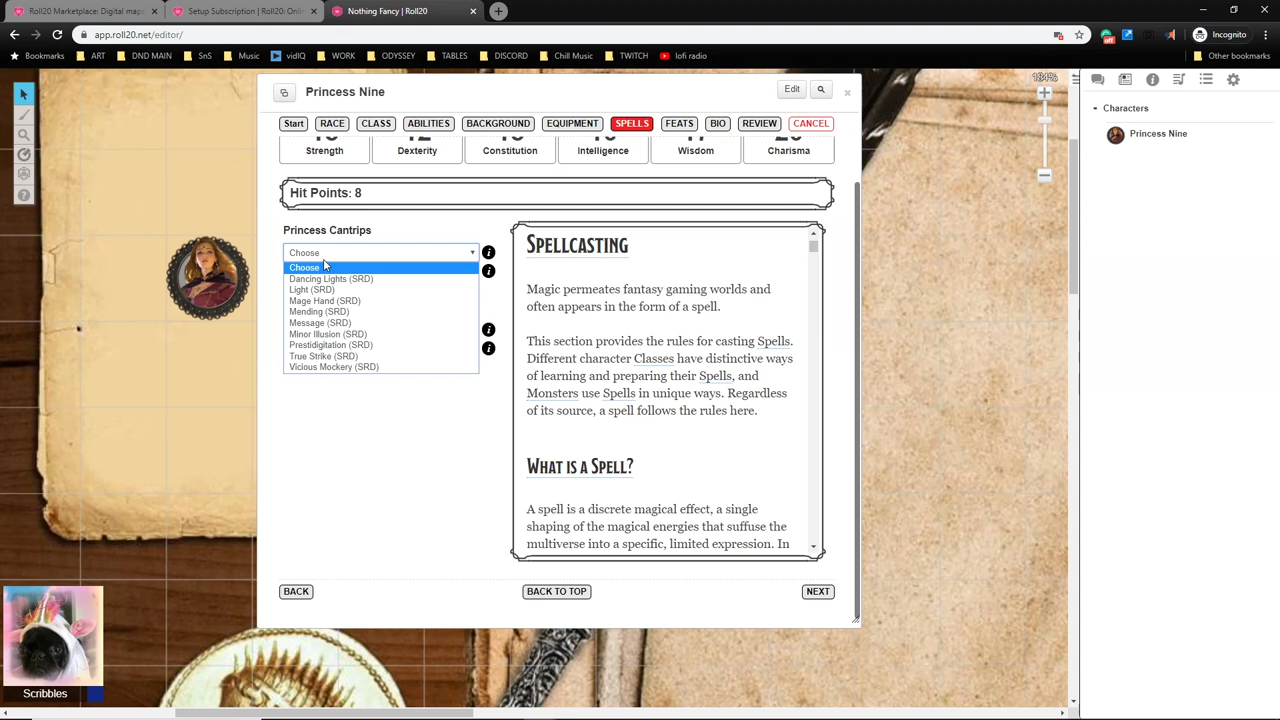 Roll20 Marketplace: Digital map
Setup Subscription | Roll20: Onlin
Nothing Fancy | Roll20
app.roll20.net/editor/
Incognito
Bookmarks
ART
DND MAIN
SnS
Music
vidIQ
WORK
ODYSSEY
TABLES
DISCORD
Chill Music
TWITCH
lofi radio
Other bookmarks
Princess Nine
Edit
184%
Start
RACE
CLASS
ABILITIES
BACKGROUND
EQUIPMENT
SPELLS
FEATS
BIO
REVIEW
CANCEL
Strength
Dexterity
Constitution
Intelligence
Wisdom
Charisma
Hit Points: 8
Princess Cantrips
Choose
Choose
Dancing Lights (SRD)
Light (SRD)
Mage Hand (SRD)
Mending (SRD)
Message (SRD)
Minor Illusion (SRD)
Prestidigitation (SRD)
True Strike (SRD)
Vicious Mockery (SRD)
SPELLCASTING
Magic permeates fantasy gaming worlds and
often appears in the form of a spell.
This section provides the rules for casting Spells.
Different character Classes have distinctive ways
of learning and preparing their Spells, and
Monsters use Spells in unique ways. Regardless
of its source, a spell follows the rules here.
WHAT IS A SPELL?
A spell is a discrete magical effect, a single
shaping of the magical energies that suffuse the
multiverse into a specific, limited expression. In
BACK
BACK TO TOP
NEXT
Characters
Princess Nine
Scribbles